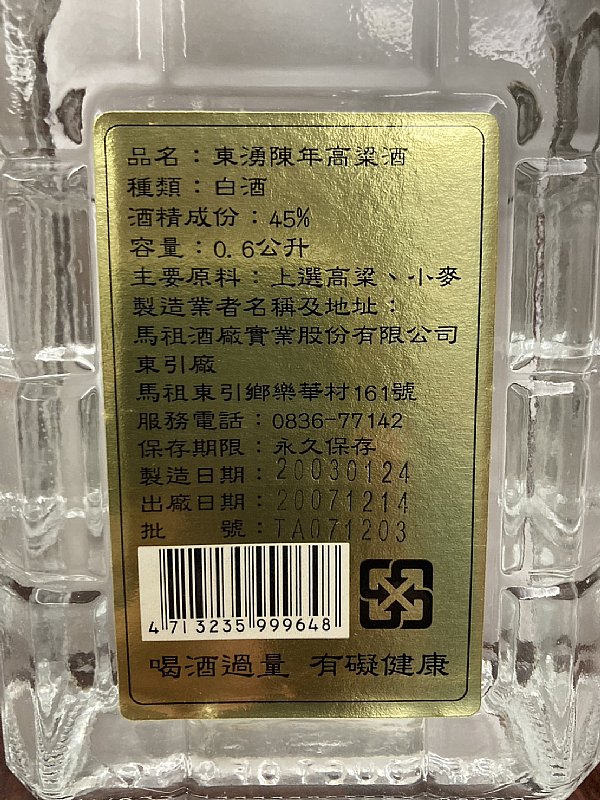 品名：東湧陳年高粱酒
種類：白酒
酒精成份：45%
容量：0.6公升
主要原料：上選高粱、小麥
製造業者名稱及地址：
馬祖酒廠實業股份有限公司
東引廠
馬祖東引鄉樂華村161號
服務電話：0836-77142
保存期限：永久保存
製造日期：20030124
出廠日期：20071214
批　　號：TA071203
4 713235 999648
喝酒過量 有礙健康